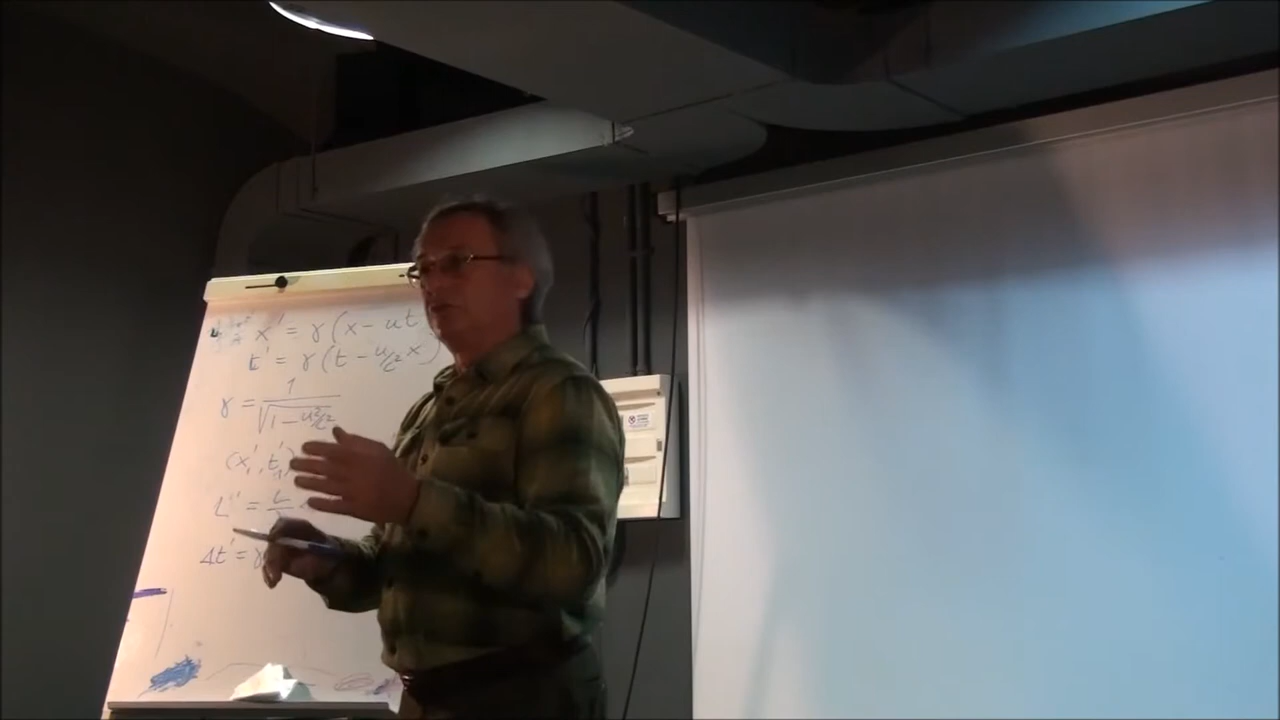 x' = γ(x − ut
t' = γ(t − u/c² x)
γ = 1/√(1 − u²/c²)
(x₁', t₁')
L' = L/
Δt' = γ